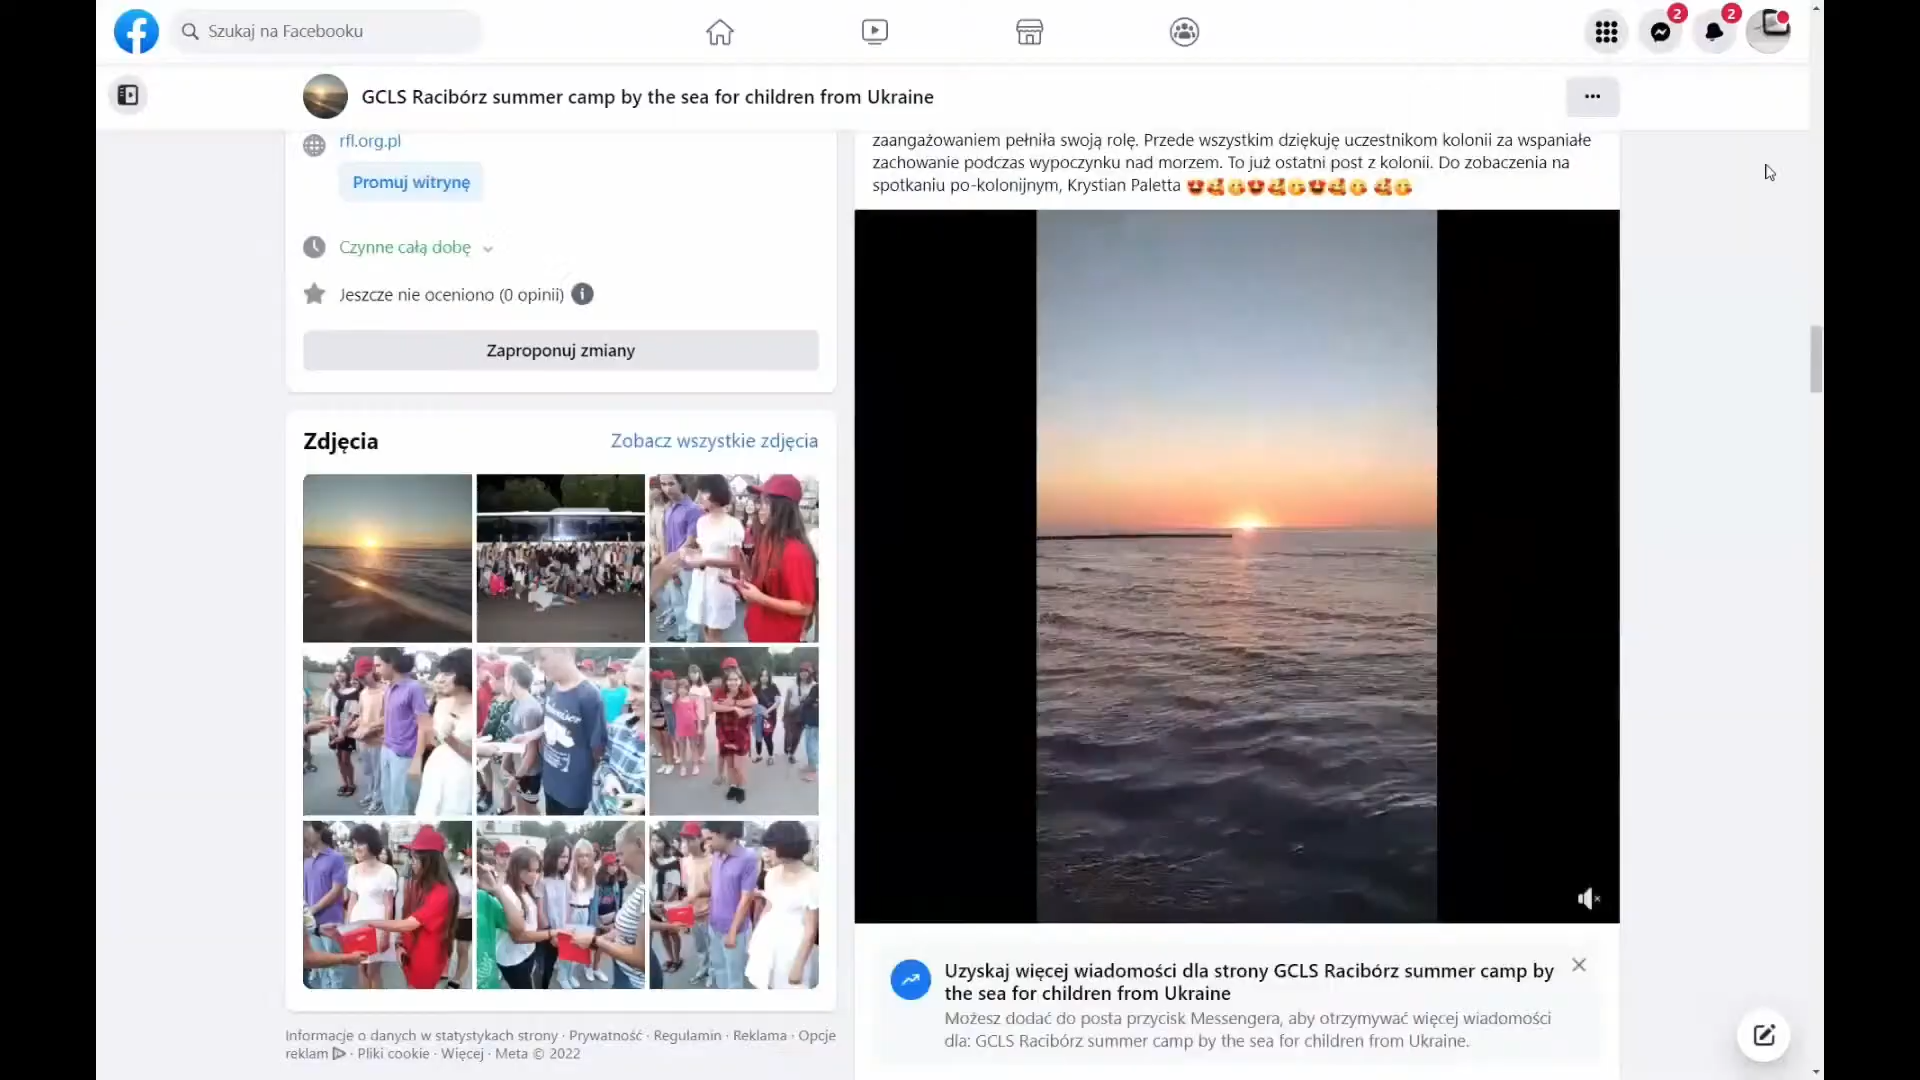 Szukaj na Facebooku
2
2
GCLS Racibórz summer camp by the sea for children from Ukraine
rfl.org.pl
Promuj witrynę
Czynne całą dobę
Jeszcze nie oceniono (0 opinii)
Zaproponuj zmiany
Zdjęcia
Zobacz wszystkie zdjęcia
Informacje o danych w statystykach strony · Prywatność · Regulamin · Reklama · Opcje
reklam · Pliki cookie · Więcej · Meta © 2022
zaangażowaniem pełniła swoją rolę. Przede wszystkim dziękuję uczestnikom kolonii za wspaniałe
zachowanie podczas wypoczynku nad morzem. To już ostatni post z kolonii. Do zobaczenia na
spotkaniu po-kolonijnym, Krystian Paletta
Uzyskaj więcej wiadomości dla strony GCLS Racibórz summer camp by
the sea for children from Ukraine
Możesz dodać do posta przycisk Messengera, aby otrzymywać więcej wiadomości
dla: GCLS Racibórz summer camp by the sea for children from Ukraine.